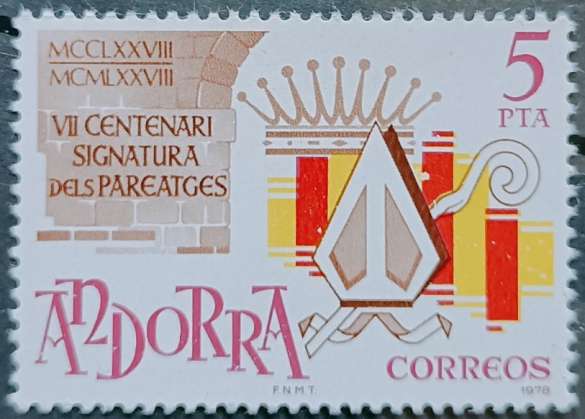 MCCLXXVIII
MCMLXXVIII
VII CENTENARI
SIGNATURA
DELS PAREATGES
5
PTA
ANDORRA
CORREOS
F.N.M.T.
1978